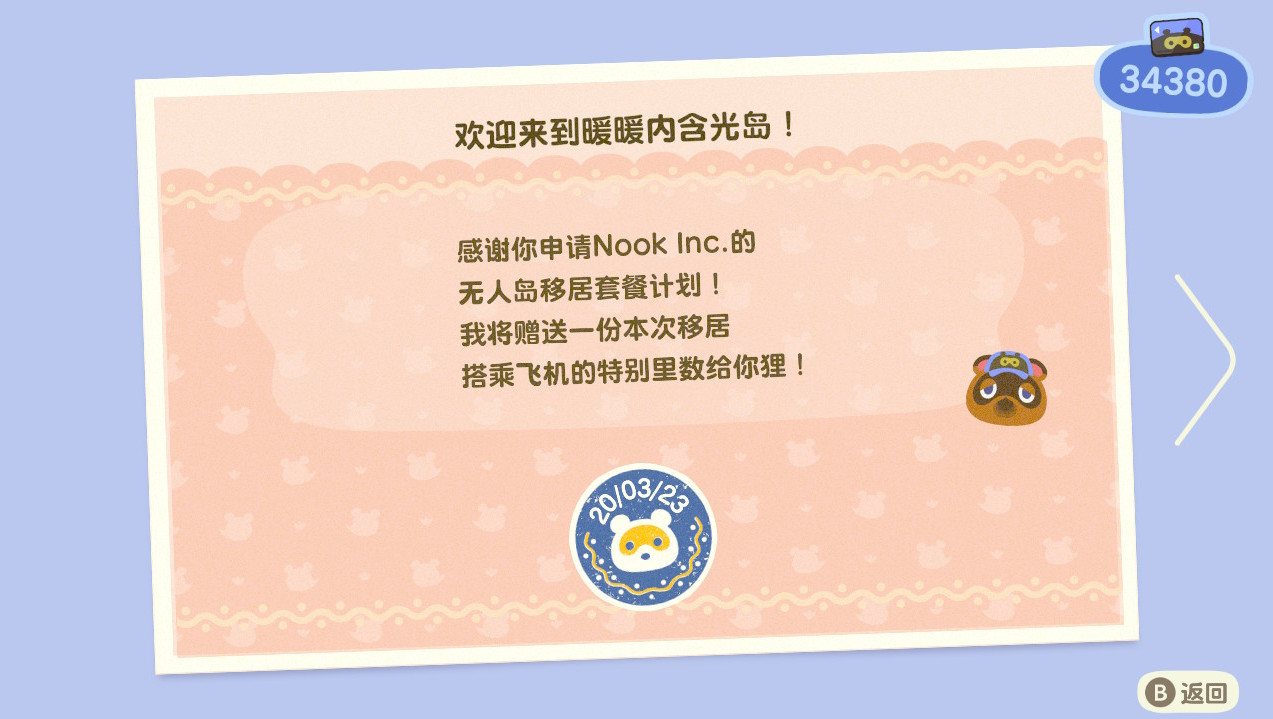 34380
欢迎来到暖暖内含光岛！
感谢你申请Nook Inc.的
无人岛移居套餐计划！
我将赠送一份本次移居
搭乘飞机的特别里数给你狸！
20/03/23
B 返回